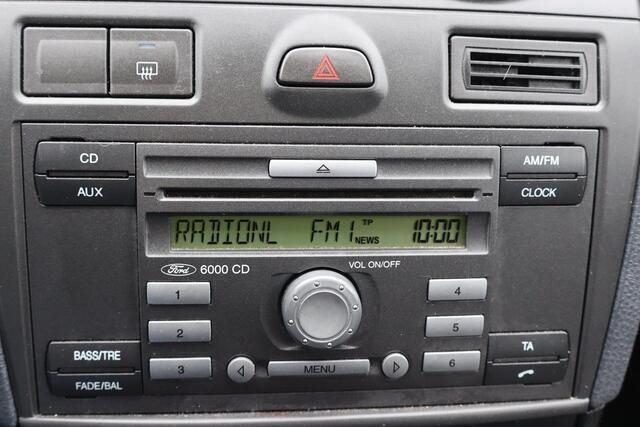 CD
AUX
AM/FM
CLOCK
RADIONL FM1 TP NEWS 10:00
Ford 6000 CD
VOL ON/OFF
1
2
3
4
5
6
BASS/TRE
FADE/BAL
MENU
TA